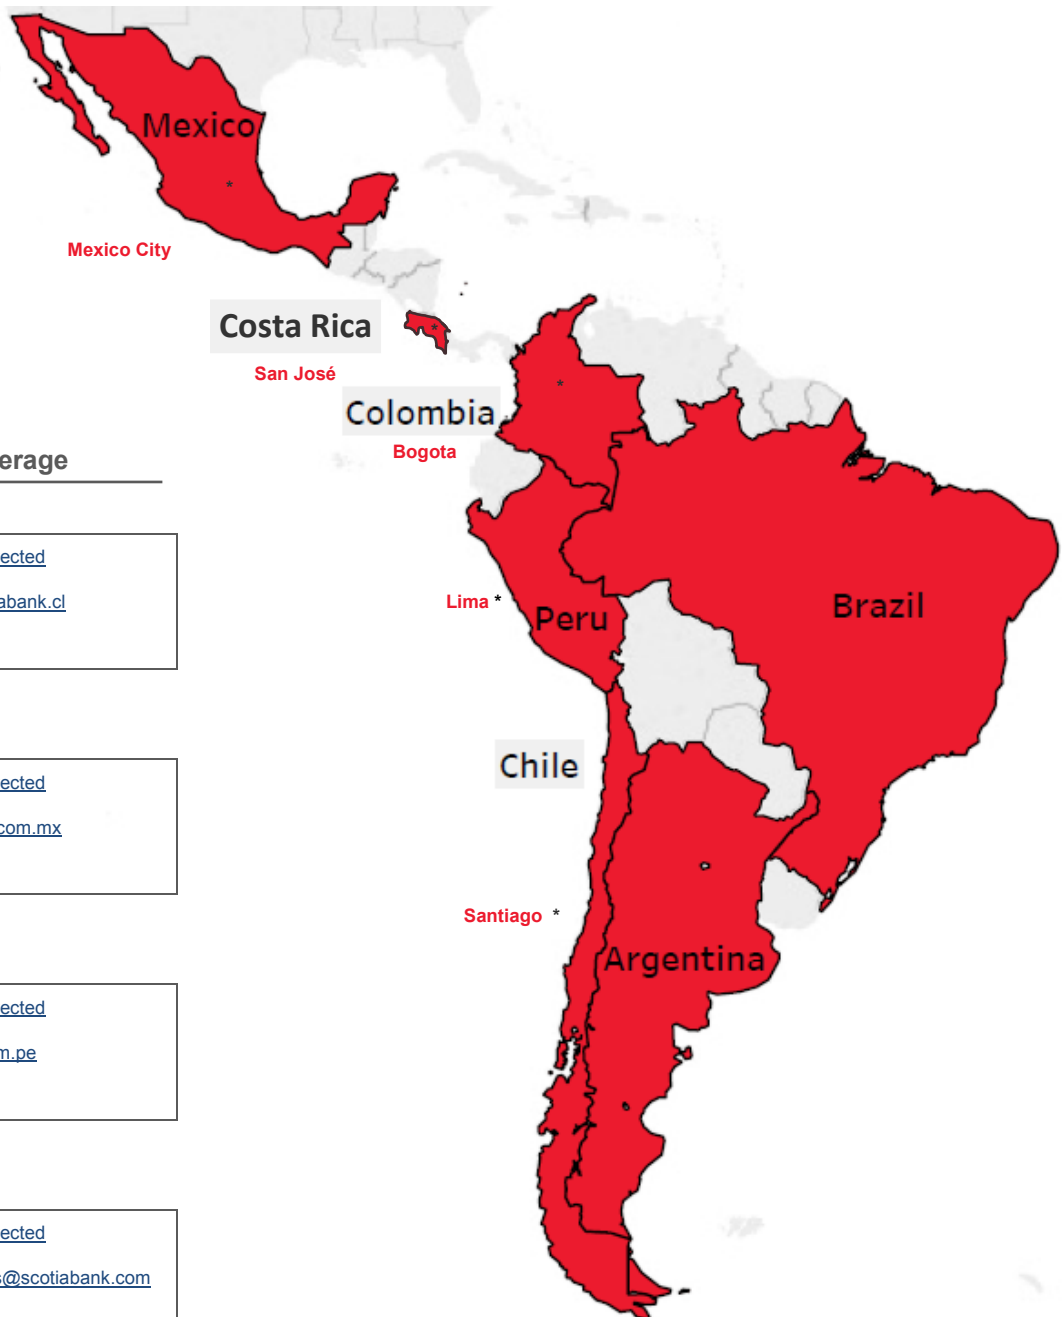 Mexico
*
Mexico City
Costa Rica
*
San José
Colombia
*
Bogota
erage
ected
abank.cl
Lima *
Peru
Brazil
Chile
ected
com.mx
Santiago *
Argentina
ected
m.pe
ected
s@scotiabank.com